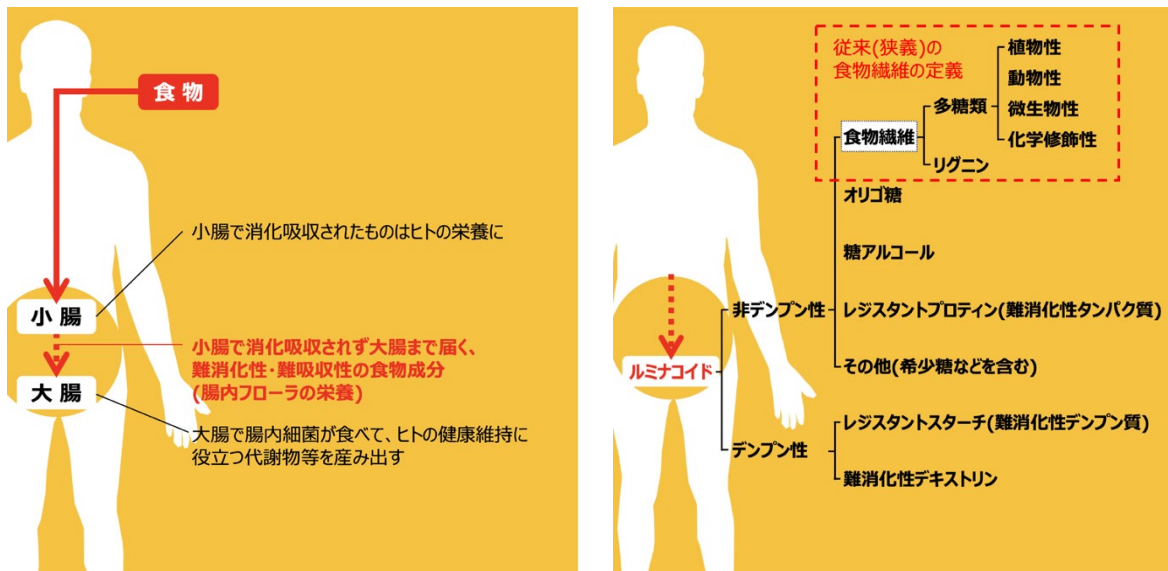 食物
小腸で消化吸収されたものはヒトの栄養に
小腸
小腸で消化吸収されず大腸まで届く、
難消化性・難吸収性の食物成分
(腸内フローラの栄養)
大腸
大腸で腸内細菌が食べて、ヒトの健康維持に
役立つ代謝物等を産み出す
従来(狭義)の
食物繊維の定義
植物性
動物性
多糖類
微生物性
食物繊維
化学修飾性
リグニン
オリゴ糖
糖アルコール
非デンプン性
レジスタントプロティン(難消化性タンパク質)
ルミナコイド
その他(希少糖などを含む)
レジスタントスターチ(難消化性デンプン質)
デンプン性
難消化性デキストリン